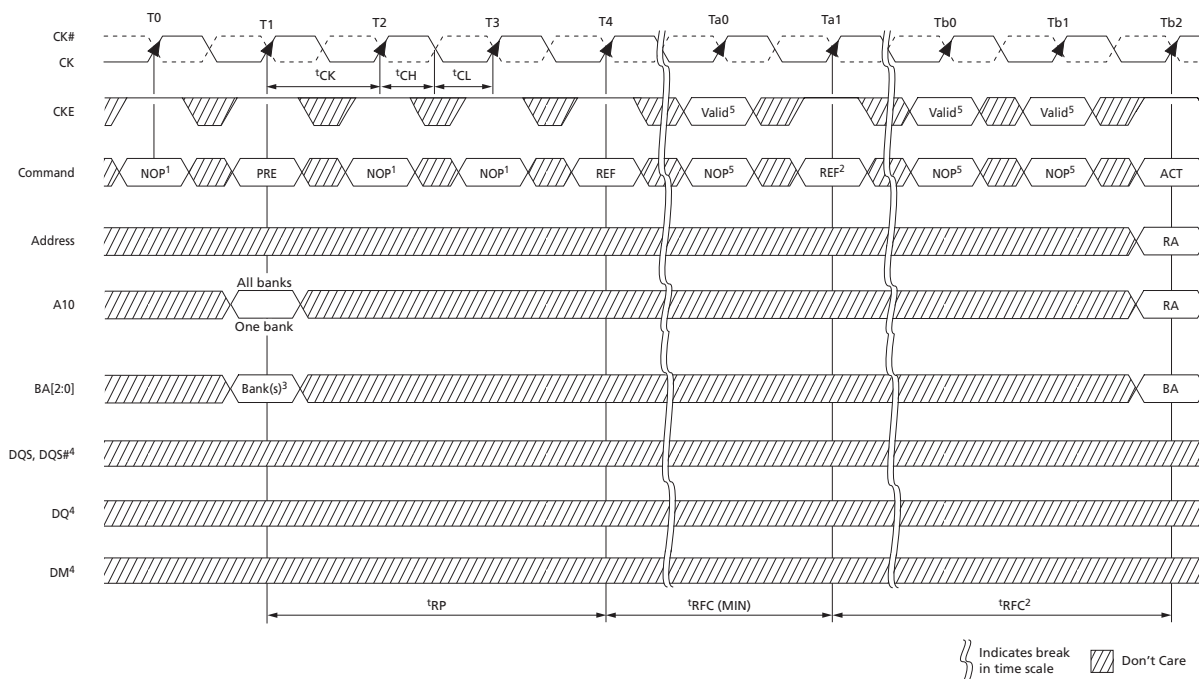 T0 T1 T2 T3 T4 Ta0 Ta1 Tb0 Tb1 Tb2
CK#
CK
tCK tCH tCL
CKE Valid5 Valid5 Valid5
Command NOP1 PRE NOP1 NOP1 REF NOP5 REF2 NOP5 NOP5 ACT
Address RA
All banks
A10 RA
One bank
BA[2:0] Bank(s)3 BA
DQS, DQS#4
DQ4
DM4
tRP tRFC (MIN) tRFC2
Indicates break
in time scale
Don't Care